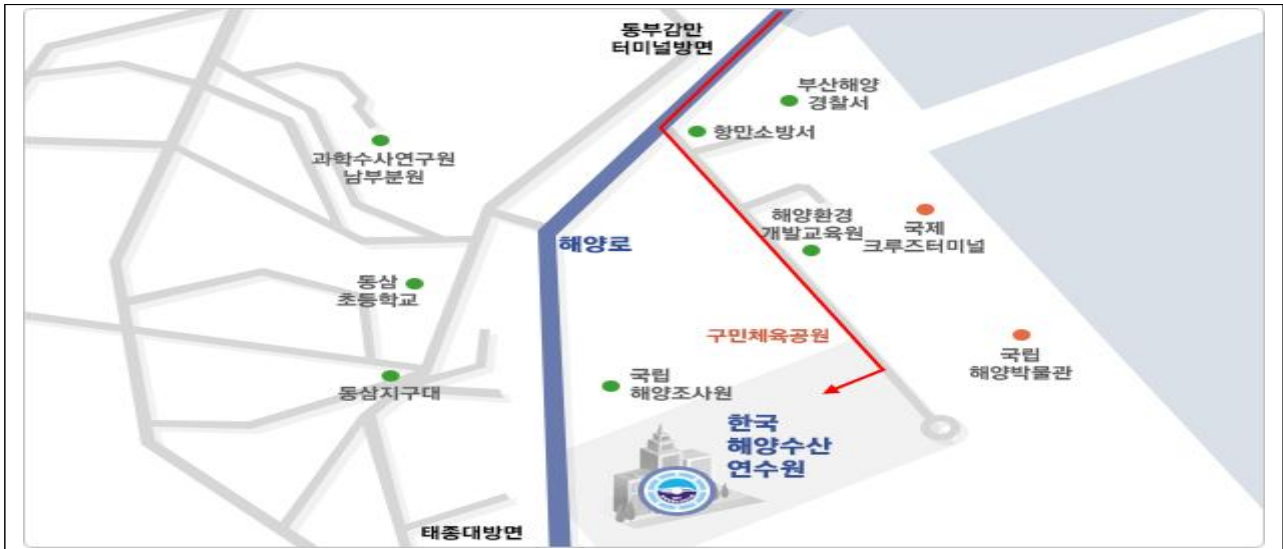 동부감만
터미널방면
부산해양
경찰서
항만소방서
과학수사연구원
남부분원
해양환경
개발교육원
국제
크루즈터미널
해양로
동삼
초등학교
구민체육공원
국립
해양박물관
국립
해양조사원
동삼지구대
한국
해양수산
연수원
태종대방면